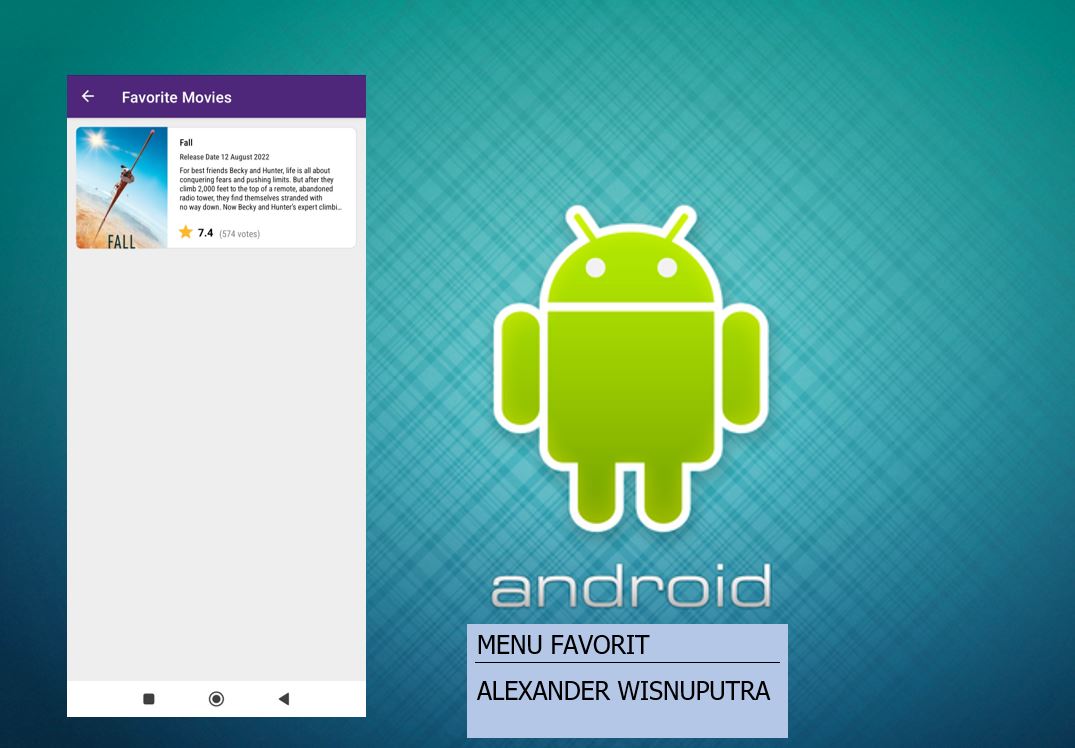 Favorite Movies
Fall
Release Date 12 August 2022
For best friends Becky and Hunter, life is all about
conquering fears and pushing limits. But after they
climb 2,000 feet to the top of a remote, abandoned
radio tower, they find themselves stranded with
no way down. Now Becky and Hunter's expert climbi...
FALL
7.4 (574 votes)
android
MENU FAVORIT
ALEXANDER WISNUPUTRA